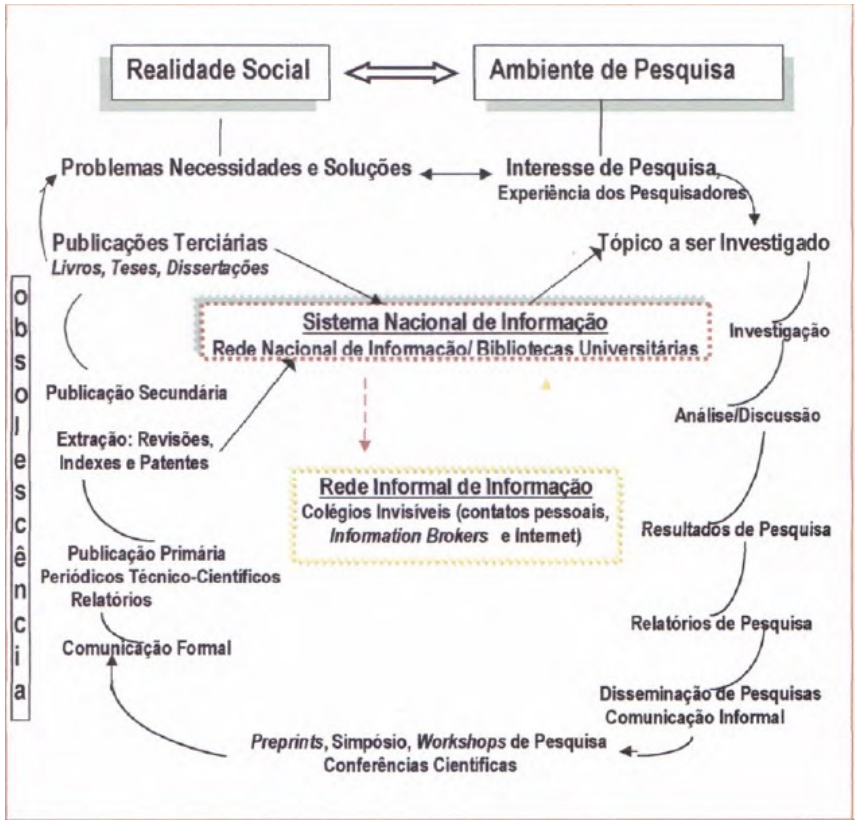 Realidade Social
Ambiente de Pesquisa
Problemas Necessidades e Soluções
Interesse de Pesquisa,
Experiência dos Pesquisadores
Publicações Terciárias
Livros, Teses, Dissertações
Tópico a ser Investigado
Sistema Nacional de Informação
Rede Nacional de Informação/ Bibliotecas Universitárias
Investigação
Publicação Secundária
Análise/Discussão
Extração: Revisões,
Indexes e Patentes
Rede Informal de Informação
Colégios Invisíveis (contatos pessoais,
Information Brokers e Internet)
Resultados de Pesquisa
Publicação Primária
Periódicos Técnico-Científicos
Relatórios
Relatórios de Pesquisa
Comunicação Formal
Disseminação de Pesquisas
Comunicação Informal
Preprints, Simpósio, Workshops de Pesquisa
Conferências Científicas
obsolescência